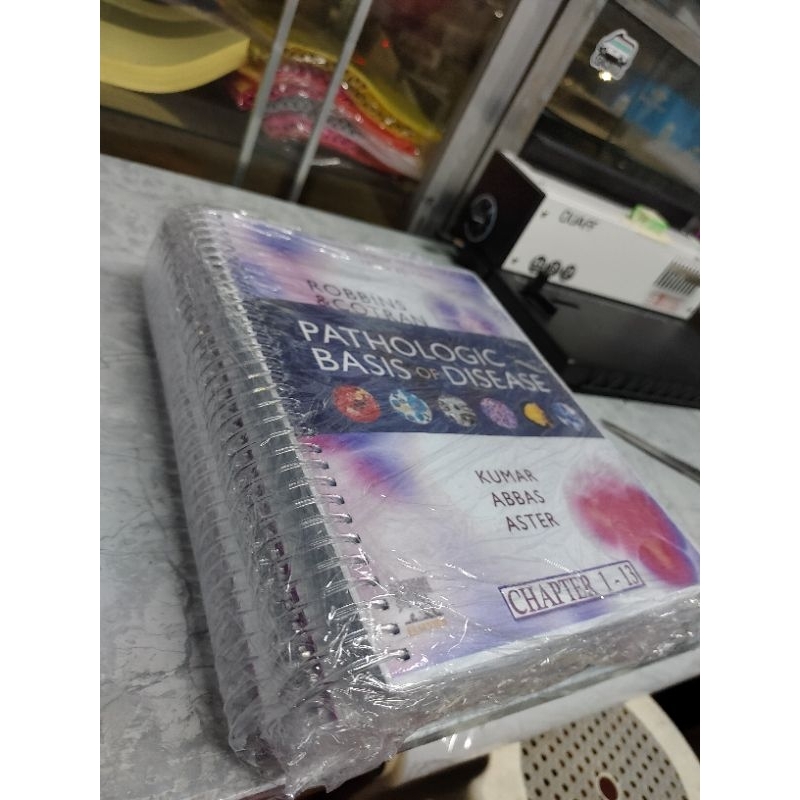 ROBBINS
& COTRAN
PATHOLOGIC
BASIS OF DISEASE
KUMAR
ABBAS
ASTER
CHAPTER 1 - 13